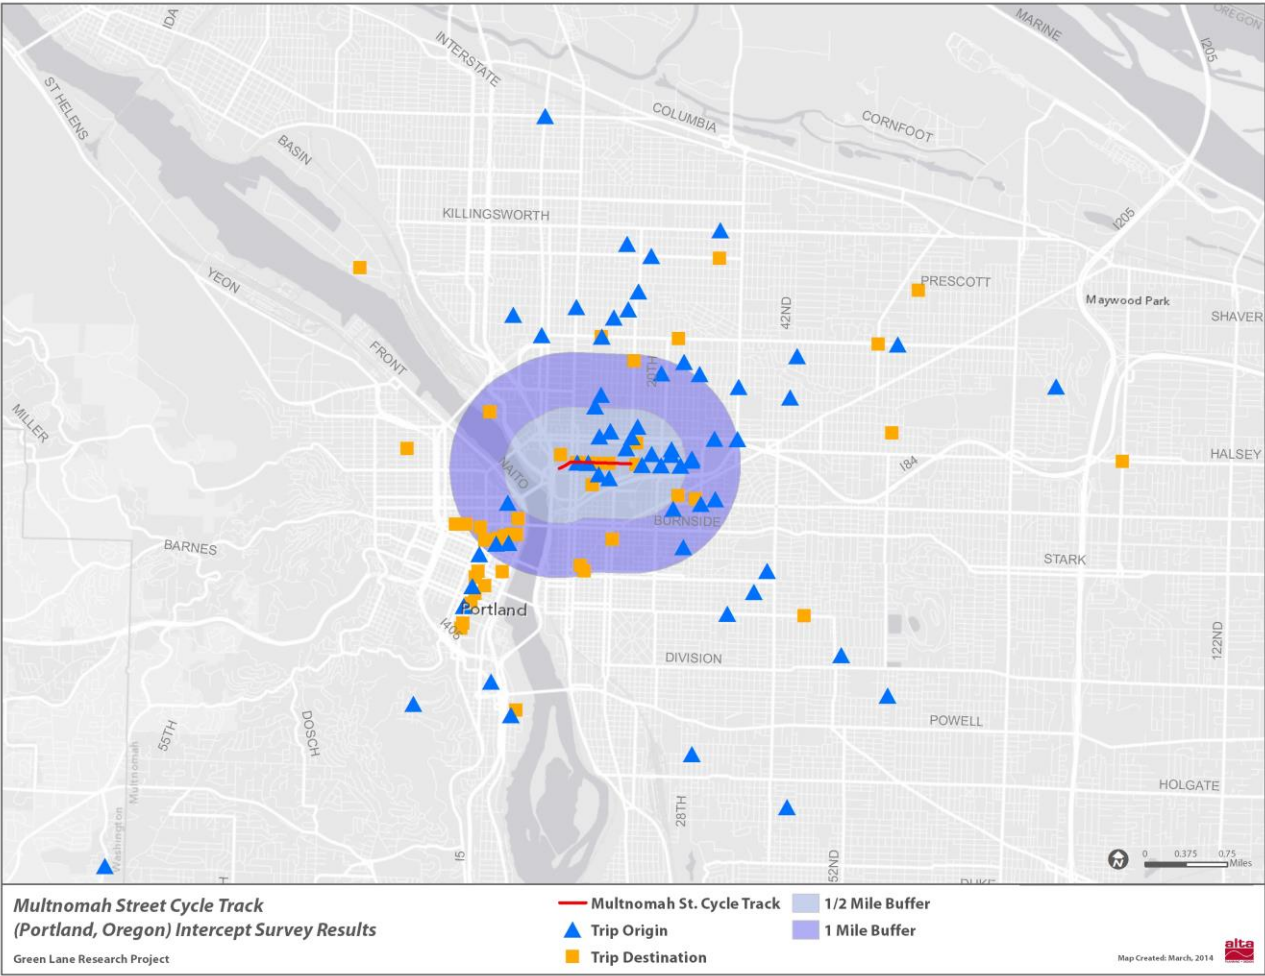 IDA
INTERSTATE
MARINE
OREGON
I205
ST HELENS
COLUMBIA
CORNFOOT
BASIN
KILLINGSWORTH
I205
YEON
PRESCOTT
42ND
Maywood Park
SHAVER
FRONT
20TH
MILLER
NAITO
I84
HALSEY
BURNSIDE
BARNES
STARK
Portland
I405
DIVISION
122ND
55TH
DOSCH
POWELL
Multnomah
Washington
28TH
HOLGATE
I5
52ND
N
0 0.375 0.75
Miles
Multnomah Street Cycle Track
(Portland, Oregon) Intercept Survey Results
Green Lane Research Project
Multnomah St. Cycle Track
Trip Origin
Trip Destination
1/2 Mile Buffer
1 Mile Buffer
Map Created: March, 2014
alta